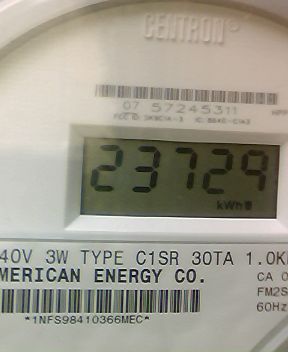 CENTRON
07 57245311
23729
kWh
40V 3W TYPE C1SR 30TA 1.0K
MERICAN ENERGY CO.
CA 0
FM2S
60Hz
*1NFS98410366MEC*